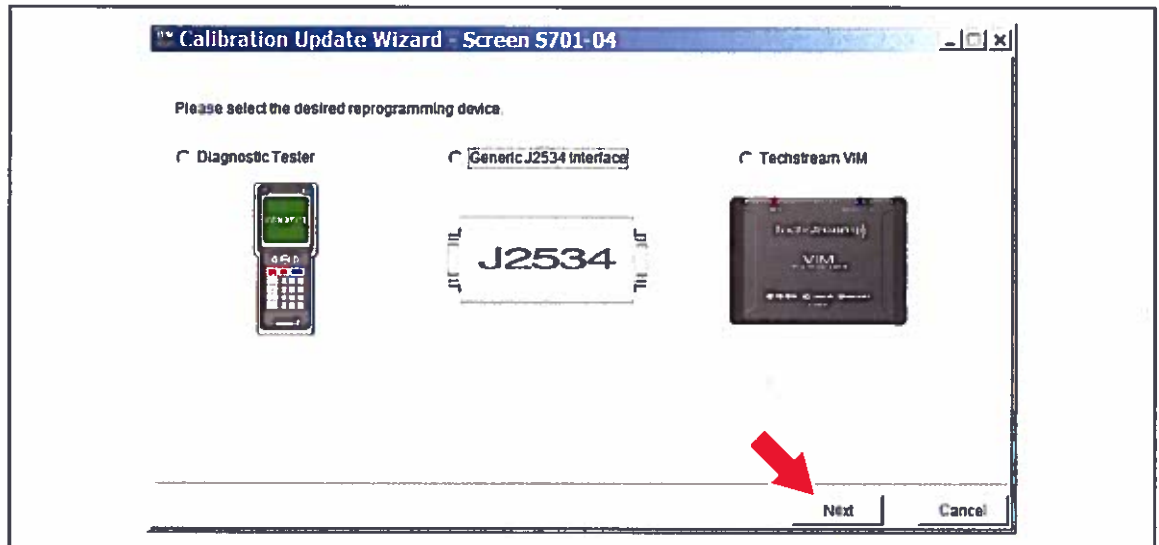 Calibration Update Wizard - Screen S701-04
Please select the desired reprogramming device.
Diagnostic Tester
Generic J2534 Interface
Techstream VIM
J2534
techstream
VIM
Next
Cancel